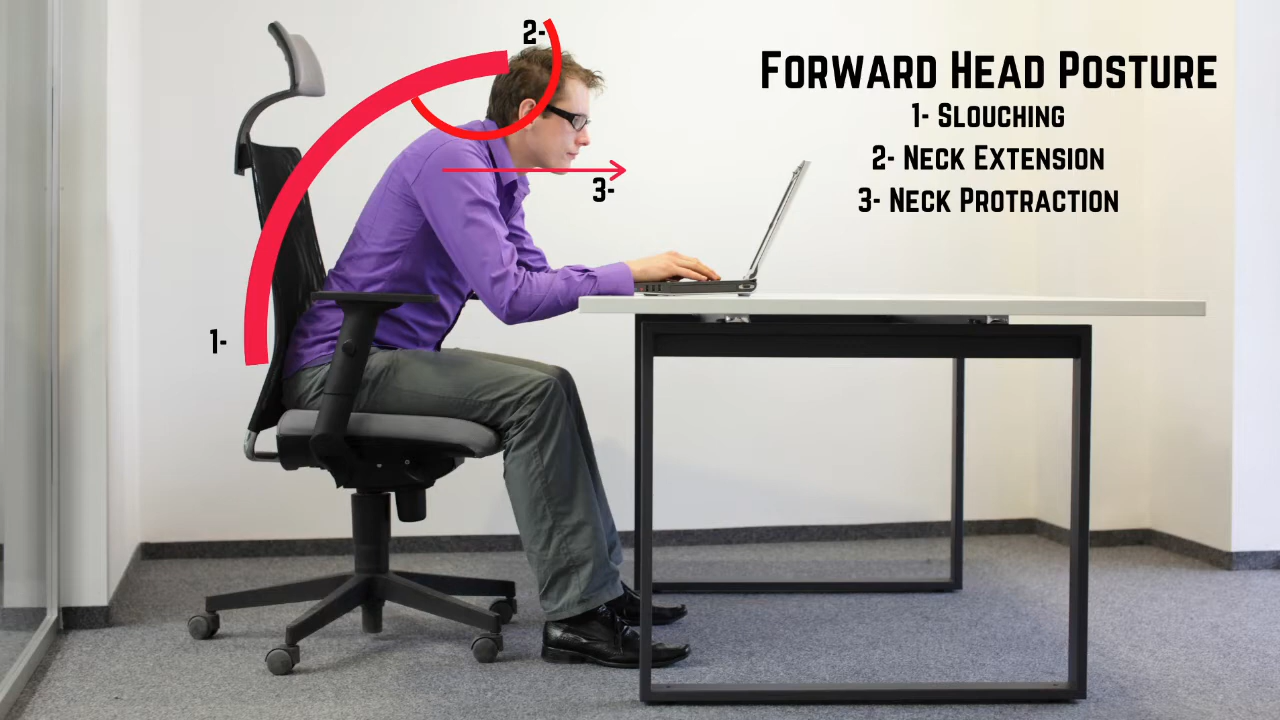 2-
Forward Head Posture
1- Slouching
2- Neck Extension
3- Neck Protraction
3-
1-